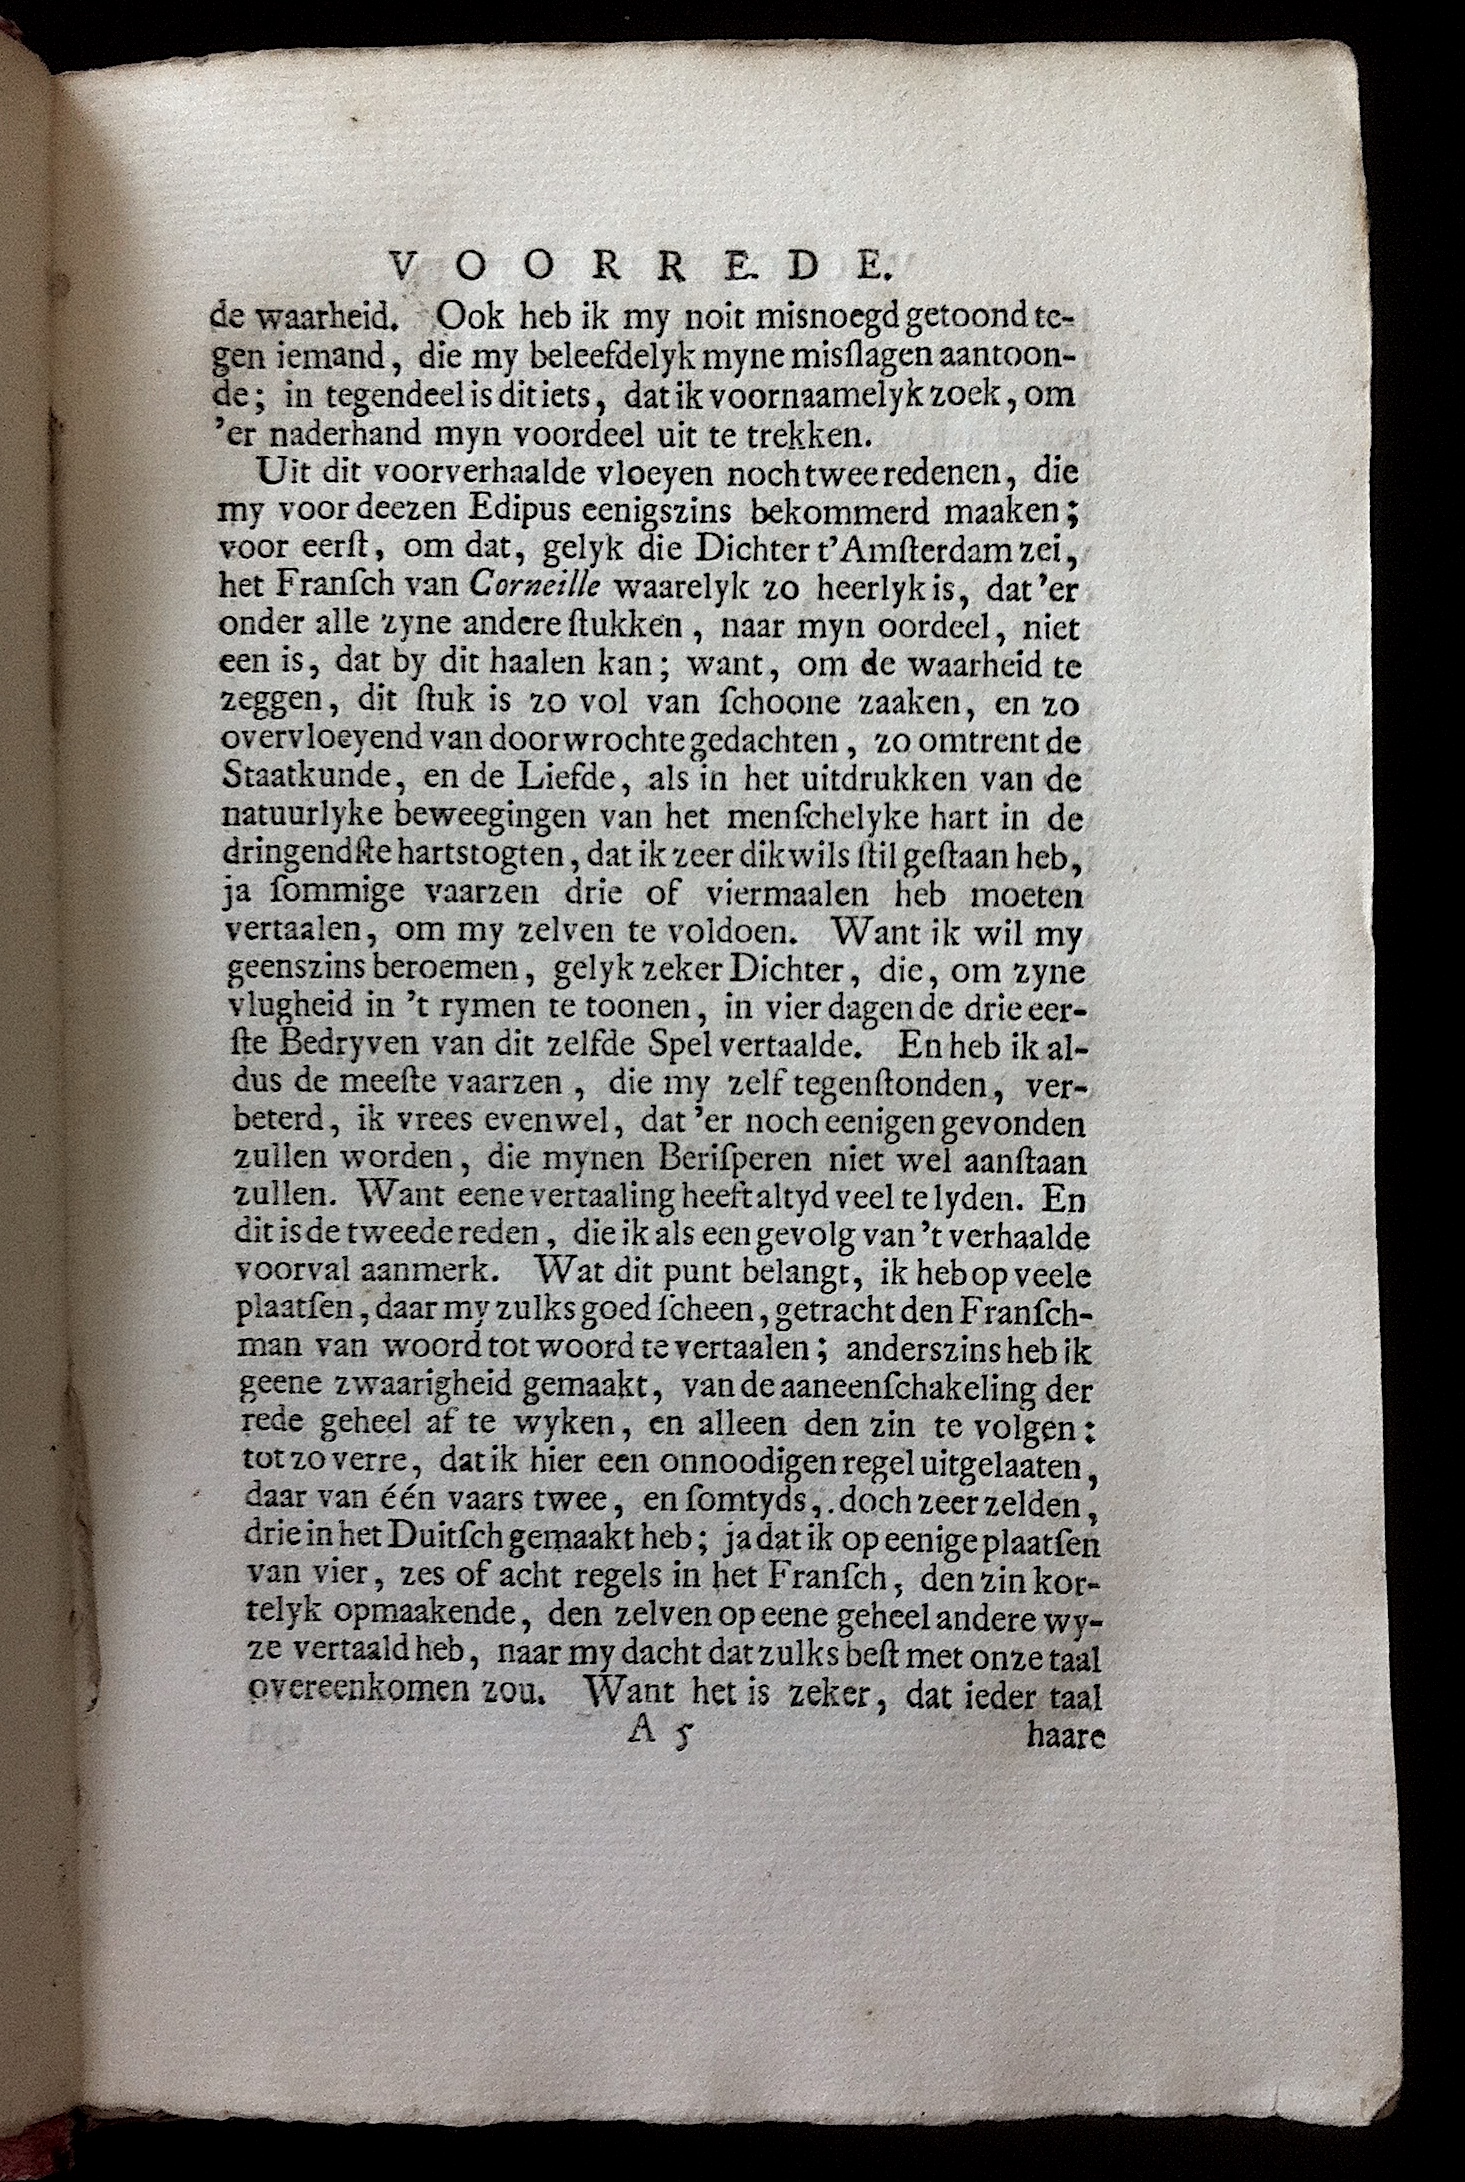 VOORREDE.
de waarheid. Ook heb ik my noit misnoegd getoond te-
gen iemand, die my beleefdelyk myne misſlagen aantoon-
de; in tegendeel is dit iets, dat ik voornaamelyk zoek, om
'er naderhand myn voordeel uit te trekken.
Uit dit voorverhaalde vloeyen noch twee redenen, die
my voor deezen Edipus eenigszins bekommerd maaken;
voor eerſt, om dat, gelyk die Dichter t'Amſterdam zei,
het Franſch van Corneille waarelyk zo heerlyk is, dat 'er
onder alle zyne andere ſtukken, naar myn oordeel, niet
een is, dat by dit haalen kan; want, om de waarheid te
zeggen, dit ſtuk is zo vol van ſchoone zaaken, en zo
overvloeyend van doorwrochte gedachten, zo omtrent de
Staatkunde, en de Liefde, als in het uitdrukken van de
natuurlyke beweegingen van het menſchelyke hart in de
dringendſte hartstogten, dat ik zeer dikwils ſtil geſtaan heb,
ja ſommige vaarzen drie of viermaalen heb moeten
vertaalen, om my zelven te voldoen. Want ik wil my
geenszins beroemen, gelyk zeker Dichter, die, om zyne
vlugheid in 't rymen te toonen, in vier dagen de drie eer-
ſte Bedryven van dit zelfde Spel vertaalde. En heb ik al-
dus de meeſte vaarzen, die my zelf tegenſtonden, ver-
beterd, ik vrees evenwel, dat 'er noch eenigen gevonden
zullen worden, die mynen Beriſperen niet wel aanſtaan
zullen. Want eene vertaaling heeft altyd veel te lyden. En
dit is de tweede reden, die ik als een gevolg van 't verhaalde
voorval aanmerk. Wat dit punt belangt, ik heb op veele
plaatſen, daar my zulks goed ſcheen, getracht den Franſch-
man van woord tot woord te vertaalen; anderszins heb ik
geene zwaarigheid gemaakt, van de aaneenſchakeling der
rede geheel af te wyken, en alleen den zin te volgen:
tot zo verre, dat ik hier een onnoodigen regel uitgelaaten,
daar van één vaars twee, en ſomtyds,.doch zeer zelden,
drie in het Duitſch gemaakt heb; ja dat ik op eenige plaatſen
van vier, zes of acht regels in het Franſch, den zin kor-
telyk opmaakende, den zelven op eene geheel andere wy-
ze vertaald heb, naar my dacht dat zulks beſt met onze taal
overeenkomen zou. Want het is zeker, dat ieder taal
A 5 haare